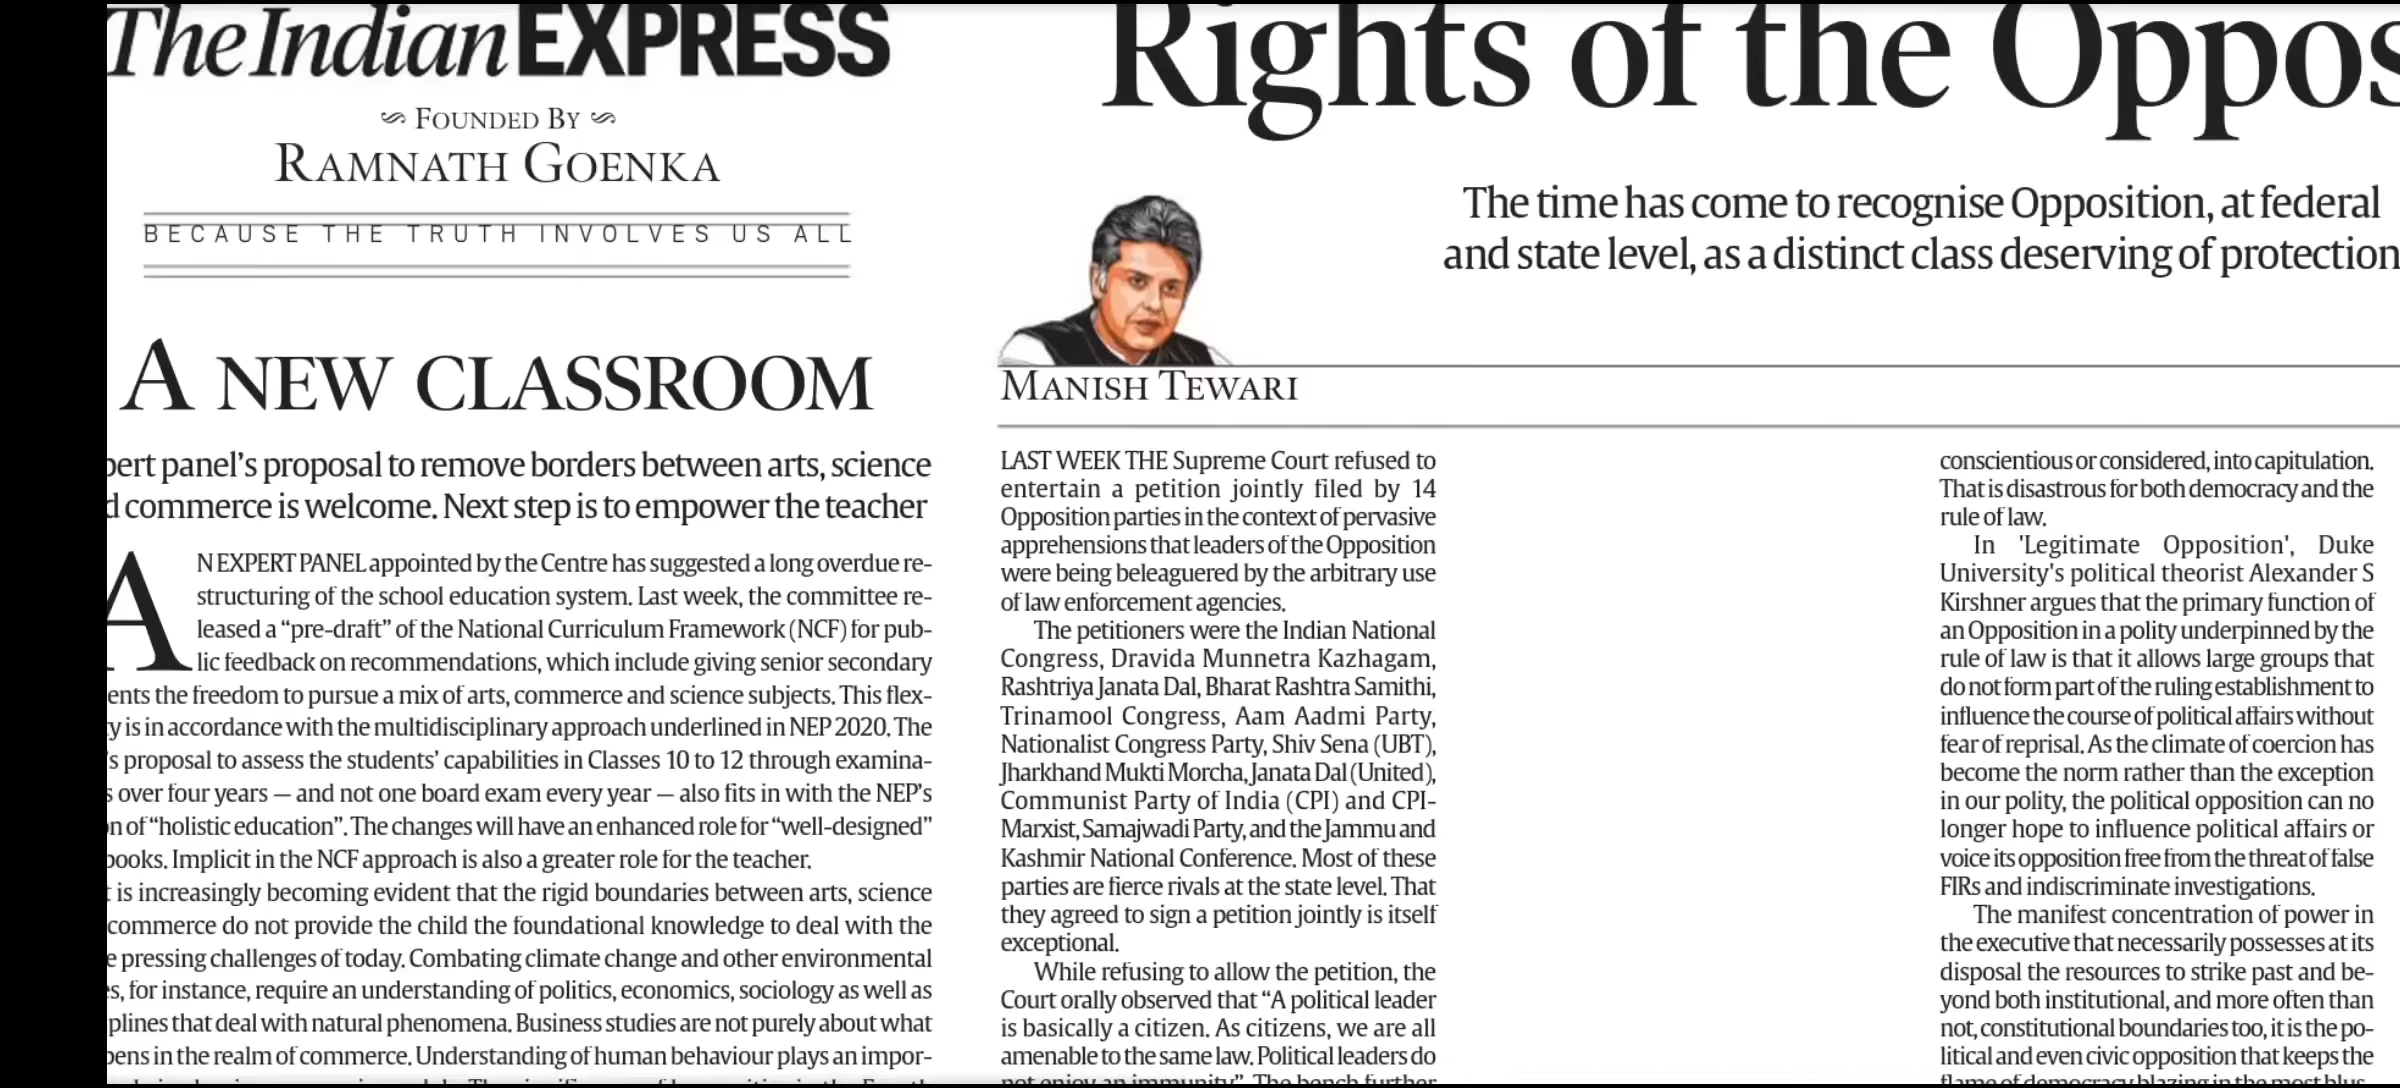 The Indian EXPRESS
FOUNDED BY
RAMNATH GOENKA
BECAUSE THE TRUTH INVOLVES US ALL
A NEW CLASSROOM
panel's proposal to remove borders between arts, science
commerce is welcome. Next step is to empower the teacher
AN EXPERT PANEL appointed by the Centre has suggested a long overdue re-
structuring of the school education system. Last week, the committee re-
leased a “pre-draft” of the National Curriculum Framework (NCF) for pub-
lic feedback on recommendations, which include giving senior secondary
ents the freedom to pursue a mix of arts, commerce and science subjects. This flex-
y is in accordance with the multidisciplinary approach underlined in NEP 2020. The
's proposal to assess the students' capabilities in Classes 10 to 12 through examina-
s over four years — and not one board exam every year — also fits in with the NEP's
n of “holistic education”. The changes will have an enhanced role for “well-designed”
ooks. Implicit in the NCF approach is also a greater role for the teacher.
is increasingly becoming evident that the rigid boundaries between arts, science
commerce do not provide the child the foundational knowledge to deal with the
e pressing challenges of today. Combating climate change and other environmental
es, for instance, require an understanding of politics, economics, sociology as well as
plines that deal with natural phenomena. Business studies are not purely about what
pens in the realm of commerce. Understanding of human behaviour plays an impor-
Rights of the Oppos
The time has come to recognise Opposition, at federal
and state level, as a distinct class deserving of protection
MANISH TEWARI
LAST WEEK THE Supreme Court refused to
entertain a petition jointly filed by 14
Opposition parties in the context of pervasive
apprehensions that leaders of the Opposition
were being beleaguered by the arbitrary use
of law enforcement agencies.
The petitioners were the Indian National
Congress, Dravida Munnetra Kazhagam,
Rashtriya Janata Dal, Bharat Rashtra Samithi,
Trinamool Congress, Aam Aadmi Party,
Nationalist Congress Party, Shiv Sena (UBT),
Jharkhand Mukti Morcha, Janata Dal (United),
Communist Party of India (CPI) and CPI-
Marxist, Samajwadi Party, and the Jammu and
Kashmir National Conference. Most of these
parties are fierce rivals at the state level. That
they agreed to sign a petition jointly is itself
exceptional.
While refusing to allow the petition, the
Court orally observed that “A political leader
is basically a citizen. As citizens, we are all
amenable to the same law. Political leaders do
not enjoy an immunity”. The bench further
conscientious or considered, into capitulation.
That is disastrous for both democracy and the
rule of law.
In 'Legitimate Opposition', Duke
University's political theorist Alexander S
Kirshner argues that the primary function of
an Opposition in a polity underpinned by the
rule of law is that it allows large groups that
do not form part of the ruling establishment to
influence the course of political affairs without
fear of reprisal. As the climate of coercion has
become the norm rather than the exception
in our polity, the political opposition can no
longer hope to influence political affairs or
voice its opposition free from the threat of false
FIRs and indiscriminate investigations.
The manifest concentration of power in
the executive that necessarily possesses at its
disposal the resources to strike past and be-
yond both institutional, and more often than
not, constitutional boundaries too, it is the po-
litical and even civic opposition that keeps the
flame of democracy blazing in the most blus-